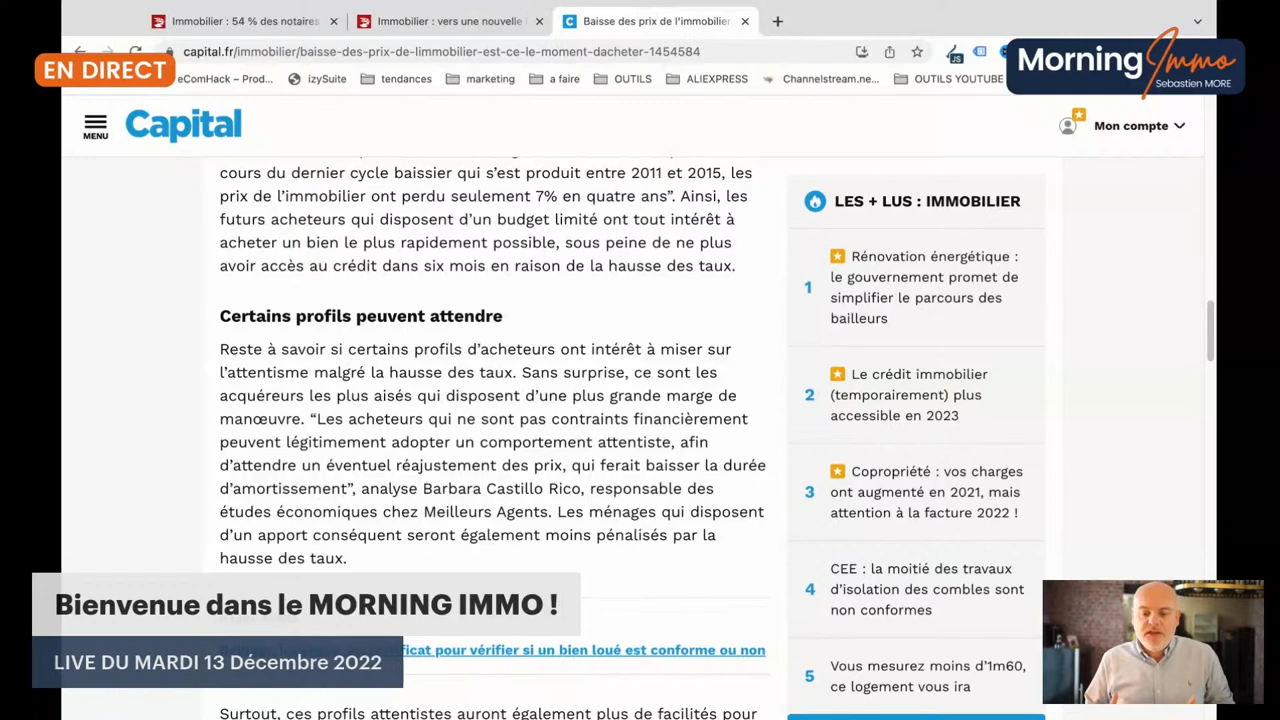 Immobilier : 54 % des notaires
Immobilier : vers une nouvelle
Baisse des prix de l'immobilier
capital.fr/immobilier/baisse-des-prix-de-limmobilier-est-ce-le-moment-dacheter-1454584
EN DIRECT
Morning Immo
Sebastien MORE
eComHack – Prod...
izySuite
tendances
marketing
a faire
OUTILS
ALIEXPRESS
Channelstream.ne...
OUTILS YOUTUBE
MENU
Capital
Mon compte
cours du dernier cycle baissier qui s'est produit entre 2011 et 2015, les
prix de l'immobilier ont perdu seulement 7% en quatre ans”. Ainsi, les
futurs acheteurs qui disposent d'un budget limité ont tout intérêt à
acheter un bien le plus rapidement possible, sous peine de ne plus
avoir accès au crédit dans six mois en raison de la hausse des taux.
Certains profils peuvent attendre
Reste à savoir si certains profils d'acheteurs ont intérêt à miser sur
l'attentisme malgré la hausse des taux. Sans surprise, ce sont les
acquéreurs les plus aisés qui disposent d'une plus grande marge de
manœuvre. “Les acheteurs qui ne sont pas contraints financièrement
peuvent légitimement adopter un comportement attentiste, afin
d'attendre un éventuel réajustement des prix, qui ferait baisser la durée
d'amortissement”, analyse Barbara Castillo Rico, responsable des
études économiques chez Meilleurs Agents. Les ménages qui disposent
d'un apport conséquent seront également moins pénalisés par la
hausse des taux.
ficat pour vérifier si un bien loué est conforme ou non
Surtout, ces profils attentistes auront également plus de facilités pour
LES + LUS : IMMOBILIER
1
Rénovation énergétique :
le gouvernement promet de
simplifier le parcours des
bailleurs
2
Le crédit immobilier
(temporairement) plus
accessible en 2023
3
Copropriété : vos charges
ont augmenté en 2021, mais
attention à la facture 2022 !
4
CEE : la moitié des travaux
d'isolation des combles sont
non conformes
5
Vous mesurez moins d'1m60,
ce logement vous ira
Bienvenue dans le MORNING IMMO !
LIVE DU MARDI 13 Décembre 2022